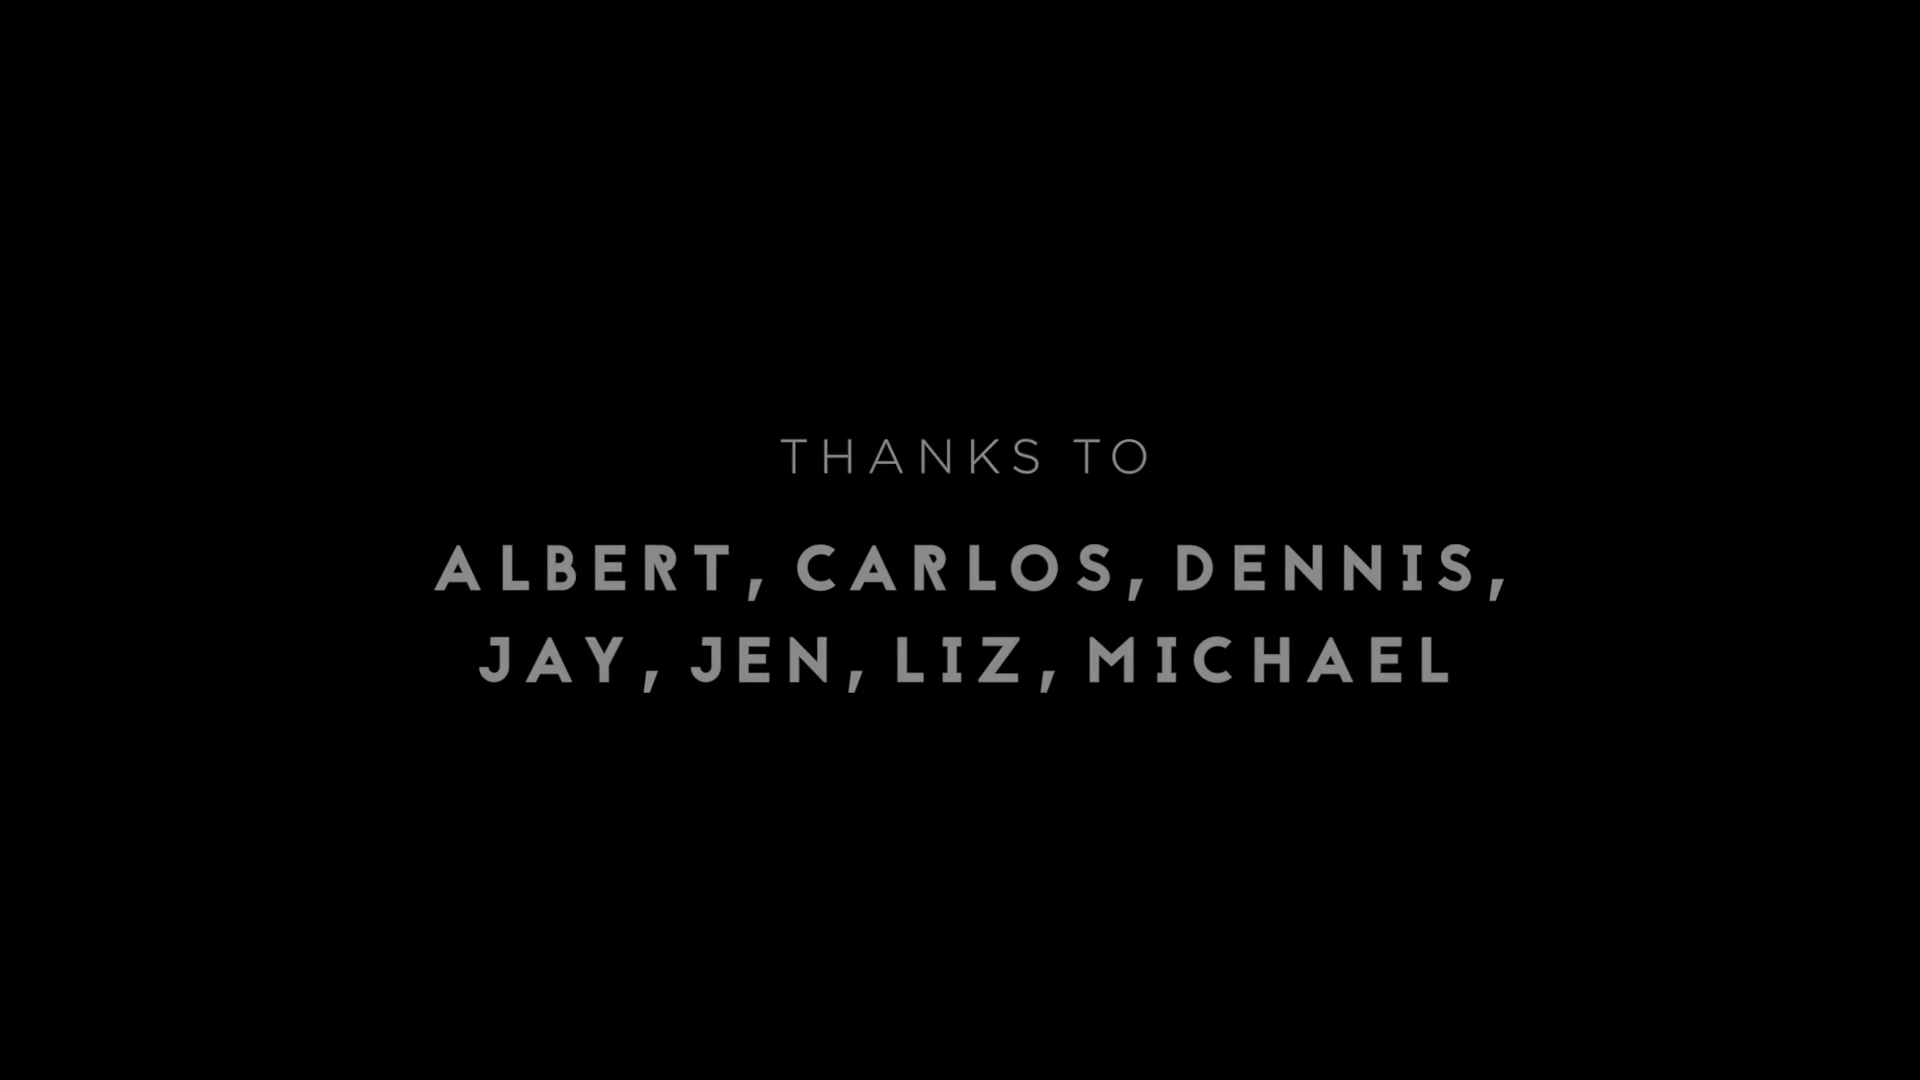 THANKS TO
ALBERT, CARLOS, DENNIS,
JAY, JEN, LIZ, MICHAEL